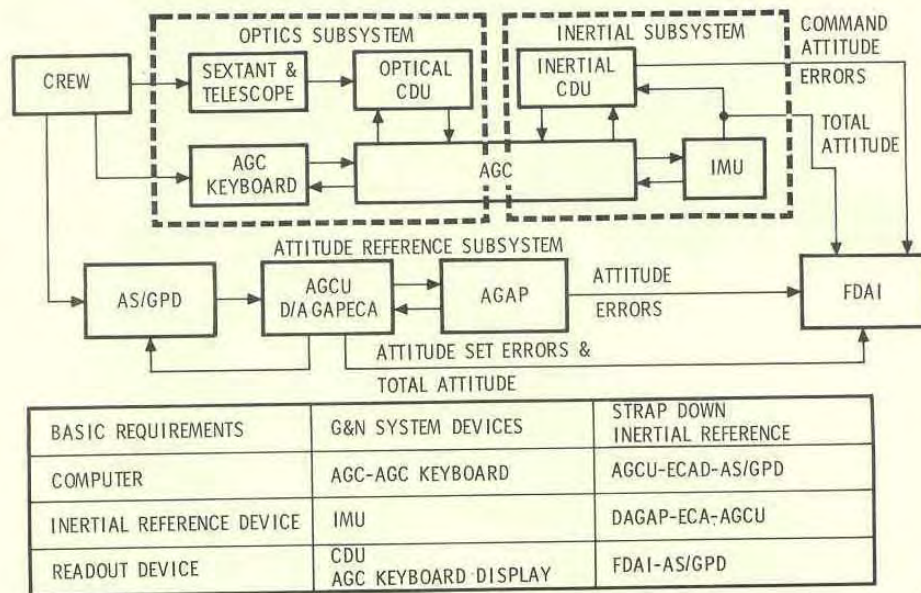 OPTICS SUBSYSTEM
INERTIAL SUBSYSTEM
COMMAND
ATTITUDE
ERRORS
CREW
SEXTANT &
TELESCOPE
OPTICAL
CDU
INERTIAL
CDU
TOTAL
ATTITUDE
AGC
KEYBOARD
AGC
IMU
ATTITUDE REFERENCE SUBSYSTEM
AS/GPD
AGCU
D/AGAPECA
AGAP
ATTITUDE
ERRORS
FDAI
ATTITUDE SET ERRORS &
TOTAL ATTITUDE
BASIC REQUIREMENTS
G&N SYSTEM DEVICES
STRAP DOWN
INERTIAL REFERENCE
COMPUTER
AGC-AGC KEYBOARD
AGCU-ECAD-AS/GPD
INERTIAL REFERENCE DEVICE
IMU
DAGAP-ECA-AGCU
READOUT DEVICE
CDU
AGC KEYBOARD DISPLAY
FDAI-AS/GPD